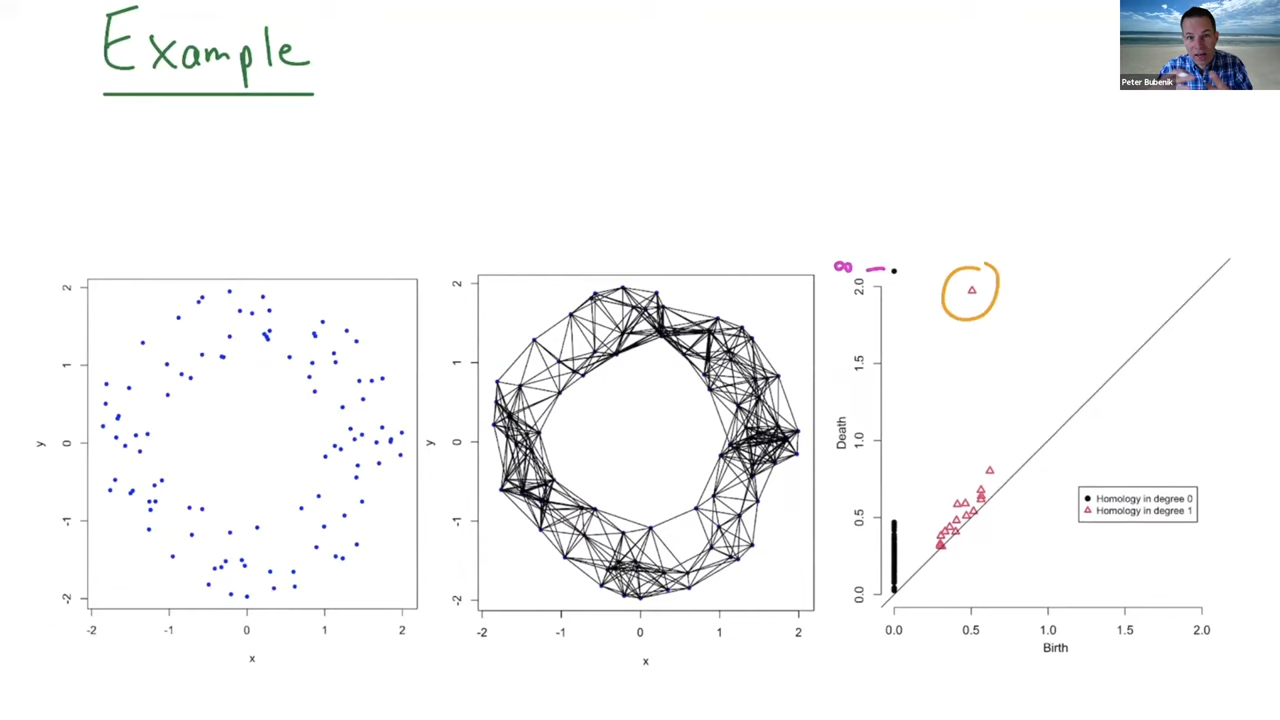 Example
Peter Bubenik
2
1
0
-1
-2
y
-2 -1 0 1 2
x
2
1
0
-1
-2
y
-2 -1 0 1 2
x
∞ –
2.0
1.5
1.0
0.5
0.0
Death
Homology in degree 0
Homology in degree 1
0.0 0.5 1.0 1.5 2.0
Birth